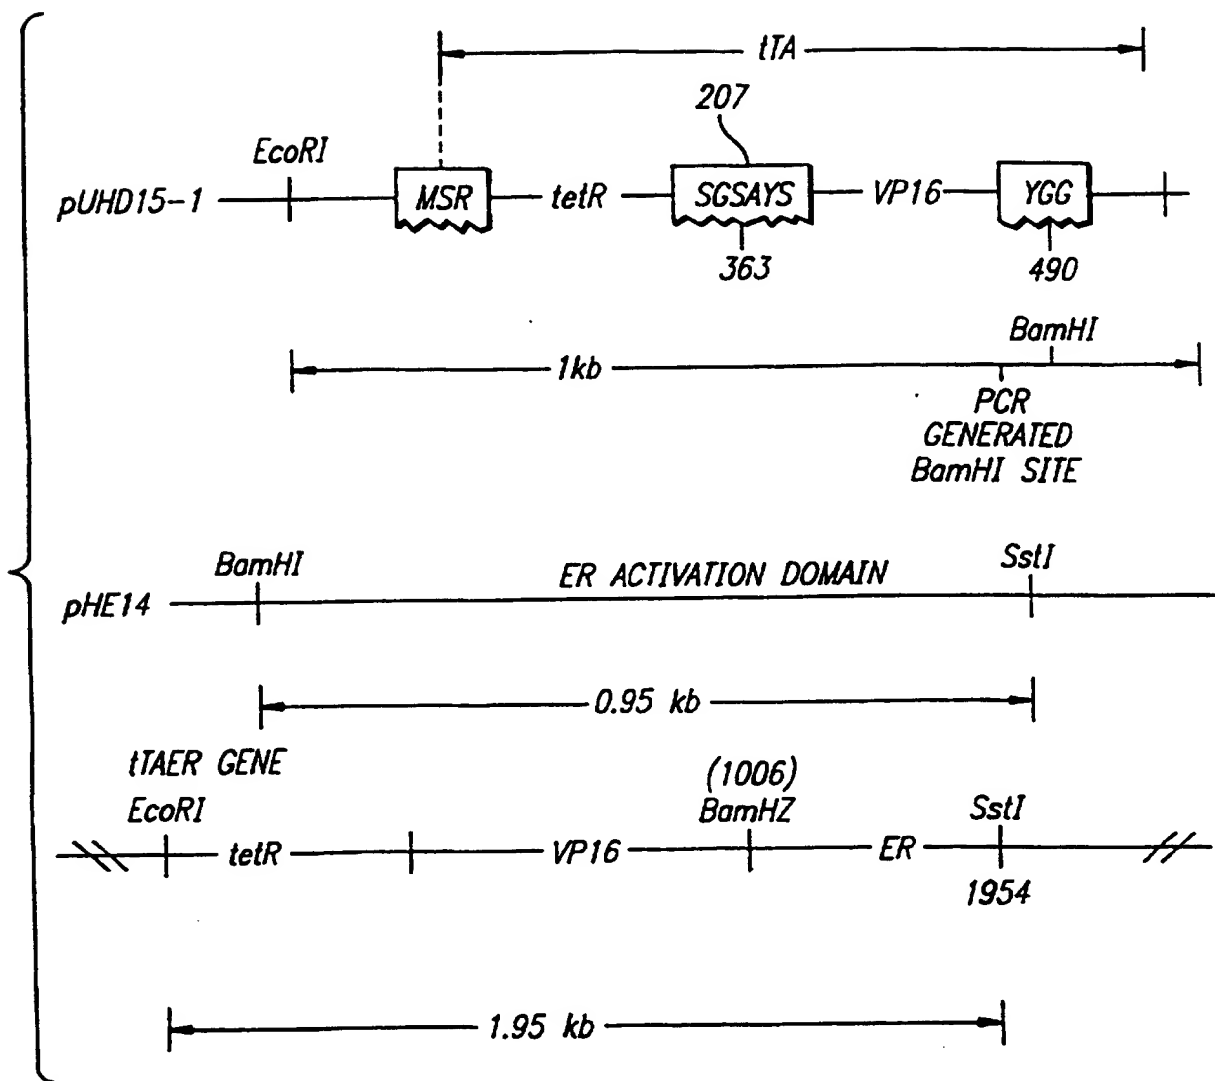 tTA
207
EcoRI
pUHD15-1 MSR tetR SGSAYS VP16 YGG
363 490
BamHI
1kb
PCR
GENERATED
BamHI SITE
BamHI ER ACTIVATION DOMAIN SstI
pHE14
0.95 kb
tTAER GENE (1006)
EcoRI BamHZ SstI
tetR VP16 ER
1954
1.95 kb